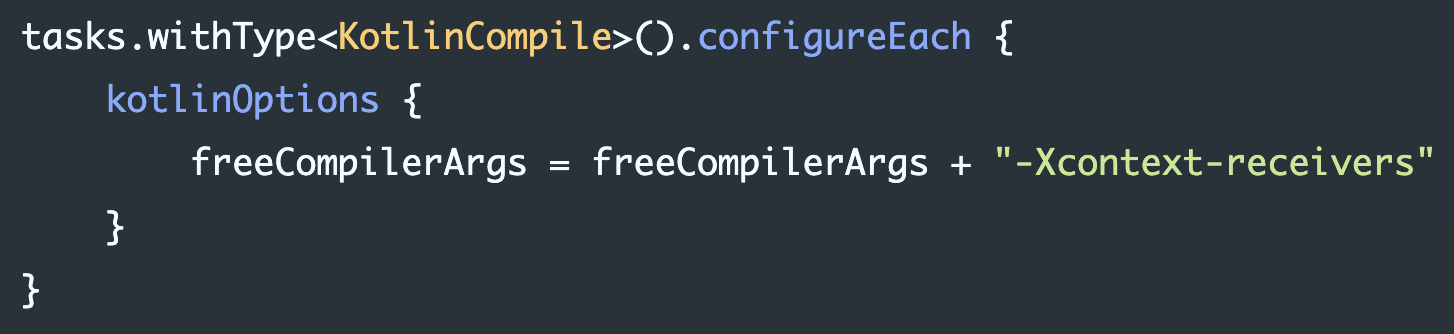 tasks.withType<KotlinCompile>().configureEach {
    kotlinOptions {
        freeCompilerArgs = freeCompilerArgs + "-Xcontext-receivers"
    }
}